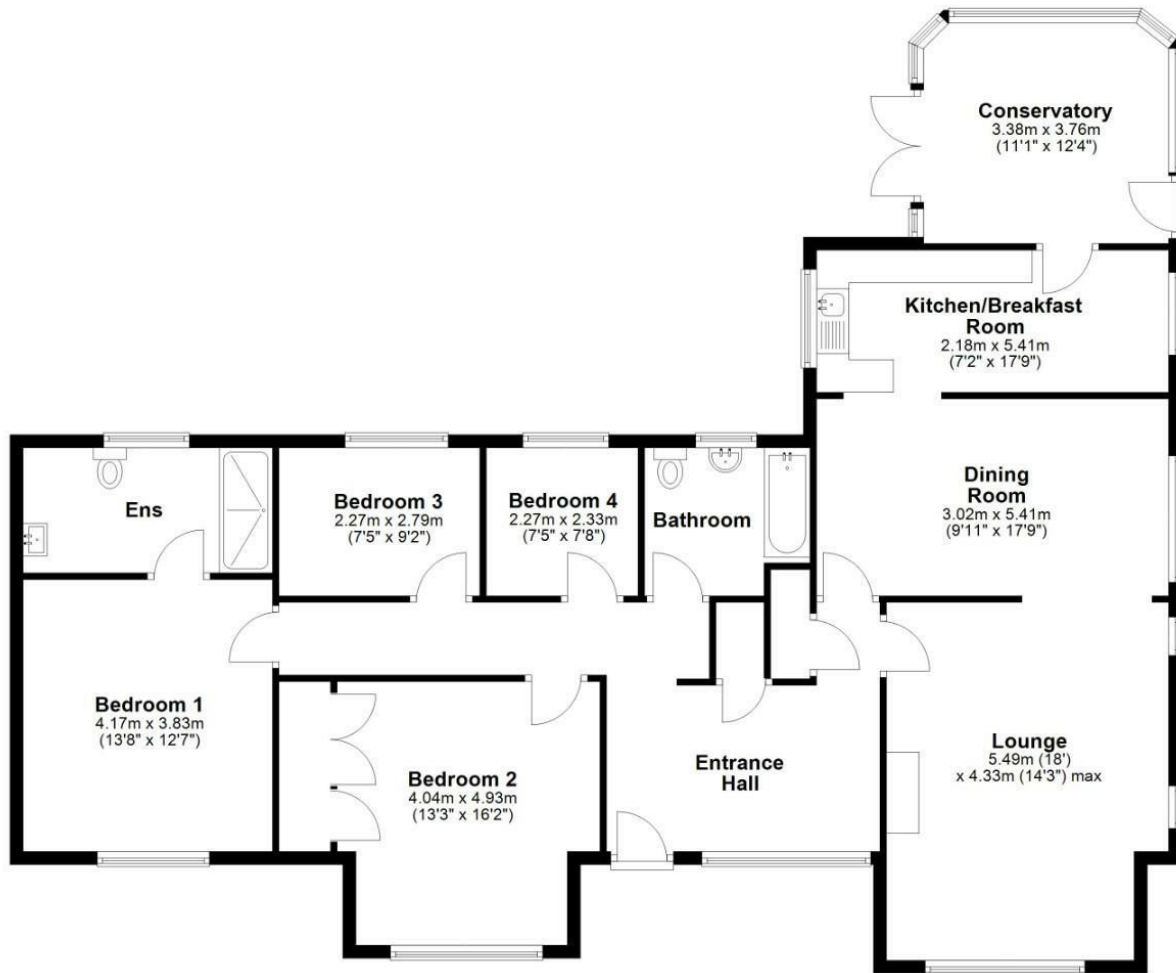 Conservatory
3.38m x 3.76m
(11'1" x 12'4")
Kitchen/Breakfast
Room
2.18m x 5.41m
(7'2" x 17'9")
Dining
Room
3.02m x 5.41m
(9'11" x 17'9")
Ens
Bedroom 3
2.27m x 2.79m
(7'5" x 9'2")
Bedroom 4
2.27m x 2.33m
(7'5" x 7'8")
Bathroom
Bedroom 1
4.17m x 3.83m
(13'8" x 12'7")
Bedroom 2
4.04m x 4.93m
(13'3" x 16'2")
Entrance
Hall
Lounge
5.49m (18')
x 4.33m (14'3") max